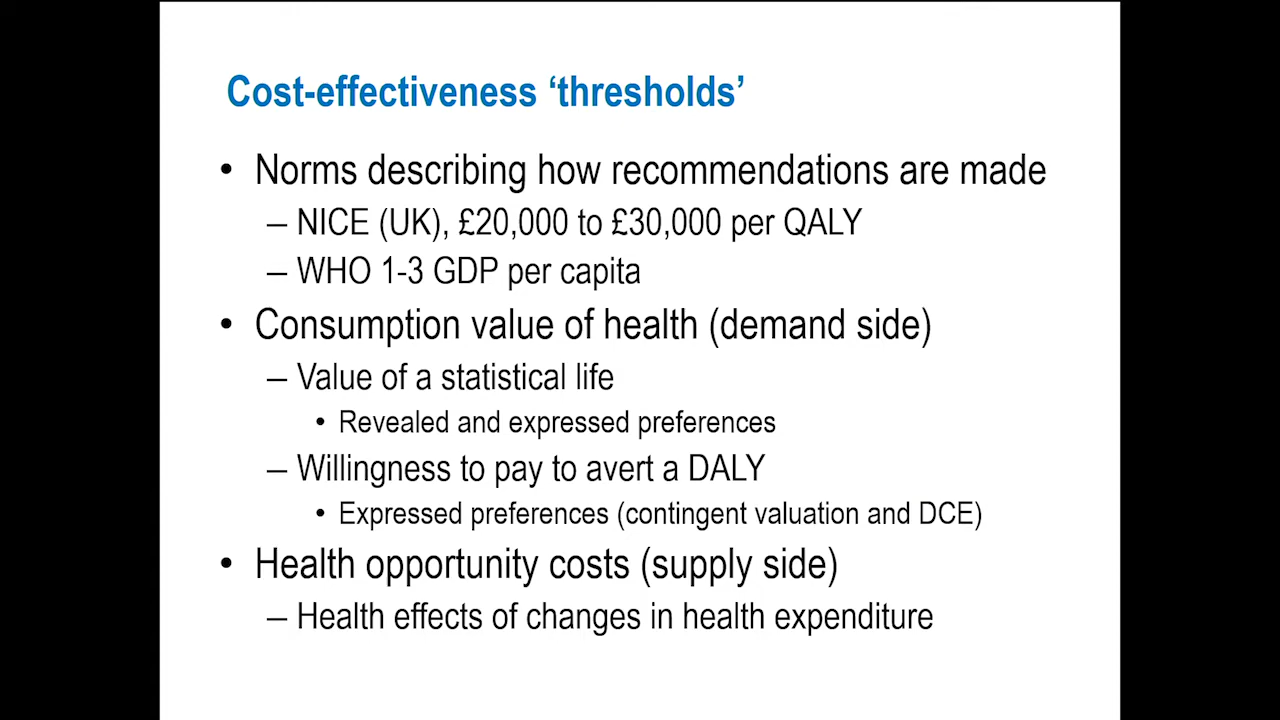 Cost-effectiveness ‘thresholds’
• Norms describing how recommendations are made
– NICE (UK), £20,000 to £30,000 per QALY
– WHO 1-3 GDP per capita
• Consumption value of health (demand side)
– Value of a statistical life
• Revealed and expressed preferences
– Willingness to pay to avert a DALY
• Expressed preferences (contingent valuation and DCE)
• Health opportunity costs (supply side)
– Health effects of changes in health expenditure